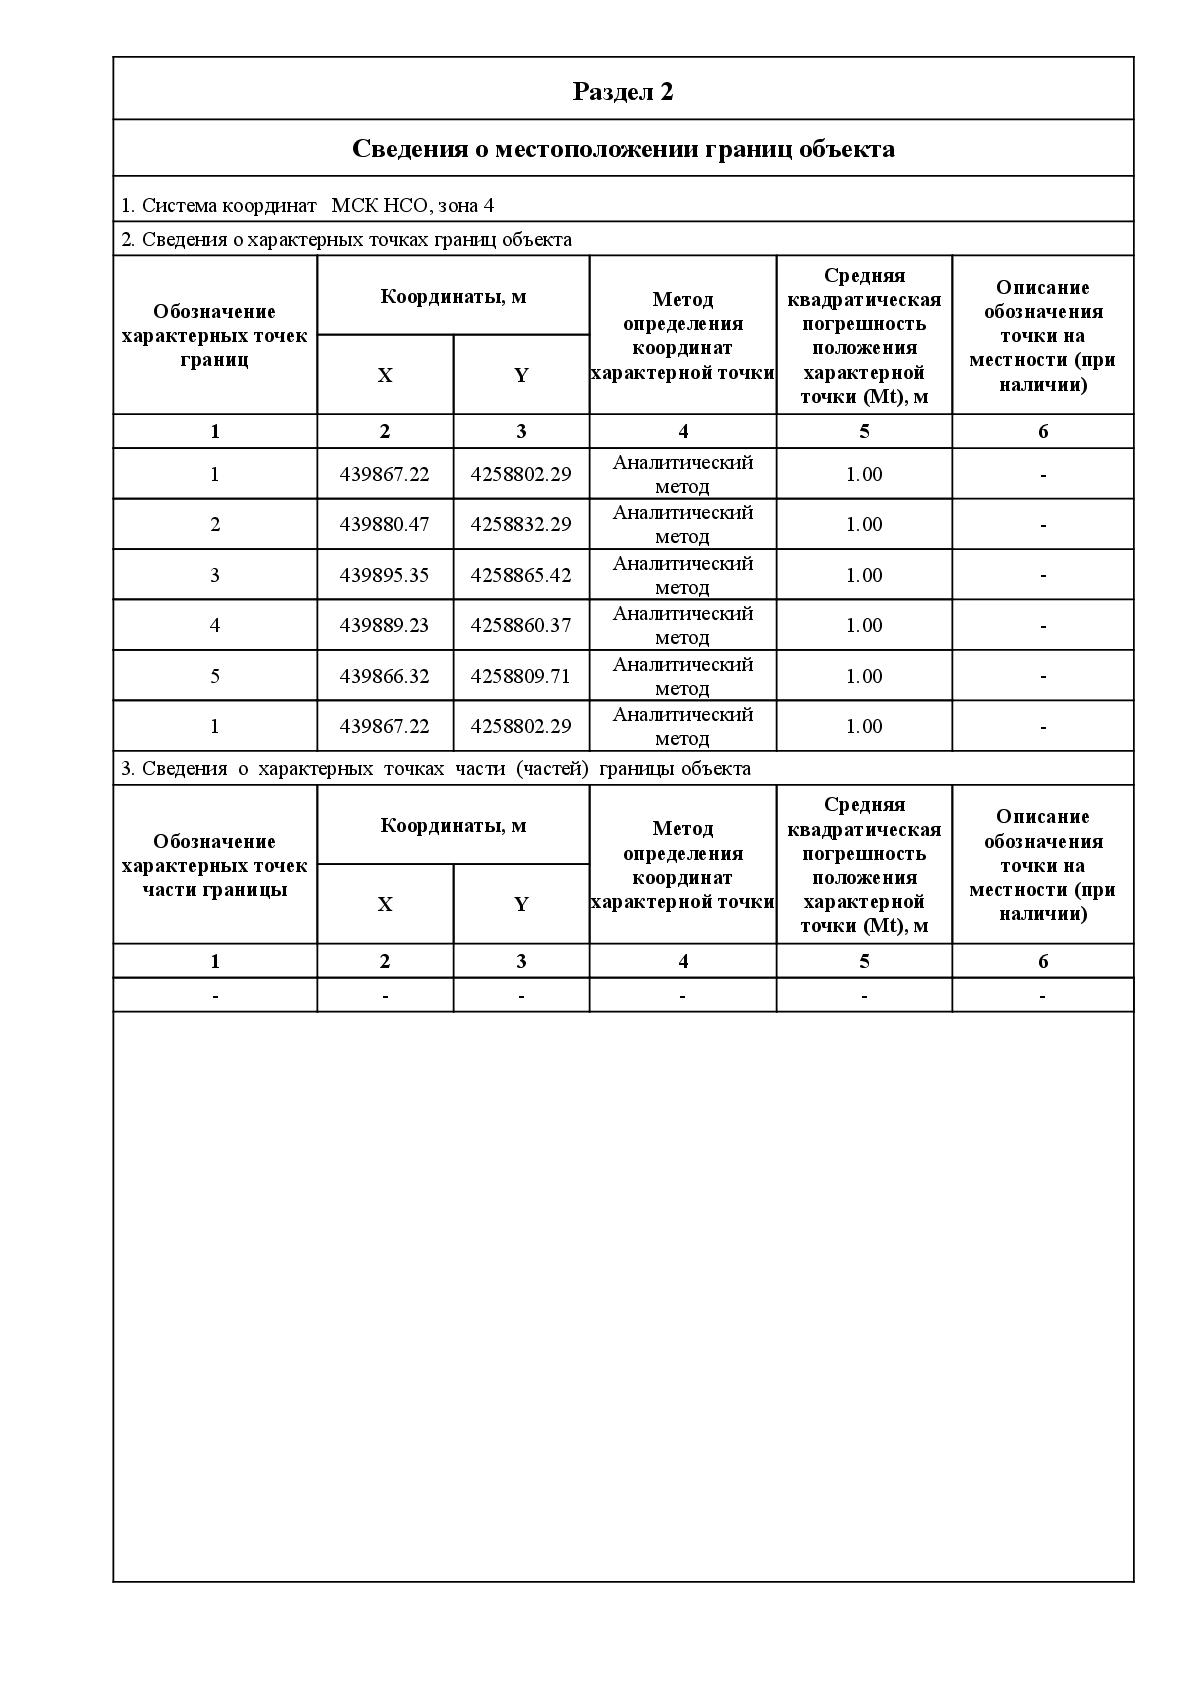 Раздел 2
Сведения о местоположении границ объекта
1. Система координат МСК НСО, зона 4
2. Сведения о характерных точках границ объекта
Обозначение
характерных точек
границ
Координаты, м
X
Y
Метод
определения
координат
характерной точки
Средняя
квадратическая
погрешность
положения
характерной
точки (Mt), м
Описание
обозначения
точки на
местности (при
наличии)
1 2 3 4 5 6
1 439867.22 4258802.29 Аналитический
метод 1.00 -
2 439880.47 4258832.29 Аналитический
метод 1.00 -
3 439895.35 4258865.42 Аналитический
метод 1.00 -
4 439889.23 4258860.37 Аналитический
метод 1.00 -
5 439866.32 4258809.71 Аналитический
метод 1.00 -
1 439867.22 4258802.29 Аналитический
метод 1.00 -
3. Сведения о характерных точках части (частей) границы объекта
Обозначение
характерных точек
части границы
Координаты, м
X
Y
Метод
определения
координат
характерной точки
Средняя
квадратическая
погрешность
положения
характерной
точки (Mt), м
Описание
обозначения
точки на
местности (при
наличии)
1 2 3 4 5 6
- - - - - -